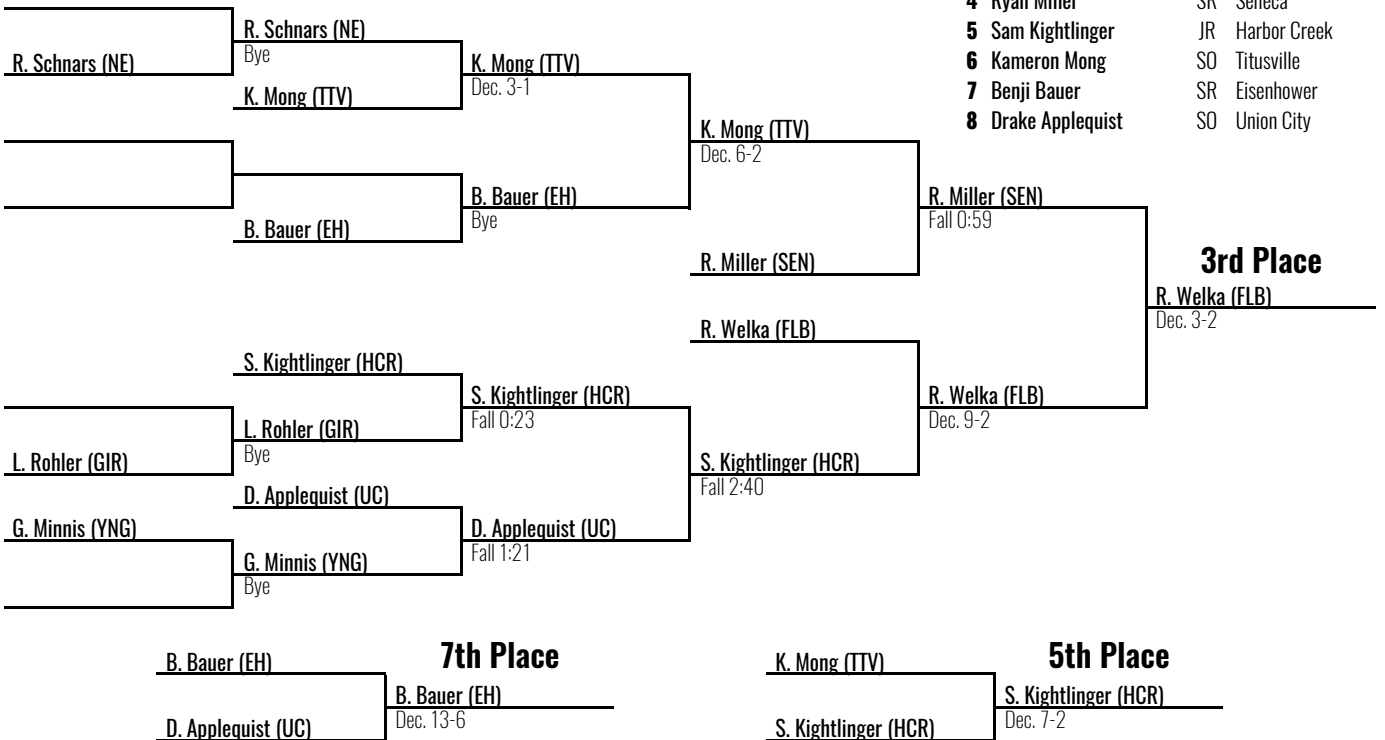 4 Ryan Miller SR Seneca
5 Sam Kightlinger JR Harbor Creek
6 Kameron Mong SO Titusville
7 Benji Bauer SR Eisenhower
8 Drake Applequist SO Union City
R. Schnars (NE)
R. Schnars (NE)
Bye
K. Mong (TTV)
K. Mong (TTV)
Dec. 3-1
B. Bauer (EH)
B. Bauer (EH)
Bye
K. Mong (TTV)
Dec. 6-2
R. Miller (SEN)
R. Miller (SEN)
Fall 0:59
3rd Place
R. Welka (FLB)
Dec. 3-2
R. Welka (FLB)
R. Welka (FLB)
Dec. 9-2
S. Kightlinger (HCR)
S. Kightlinger (HCR)
Fall 0:23
L. Rohler (GIR)
L. Rohler (GIR)
Bye
S. Kightlinger (HCR)
Fall 2:40
D. Applequist (UC)
D. Applequist (UC)
Fall 1:21
G. Minnis (YNG)
G. Minnis (YNG)
Bye
7th Place
B. Bauer (EH)
B. Bauer (EH)
Dec. 13-6
D. Applequist (UC)
5th Place
K. Mong (TTV)
S. Kightlinger (HCR)
Dec. 7-2
S. Kightlinger (HCR)